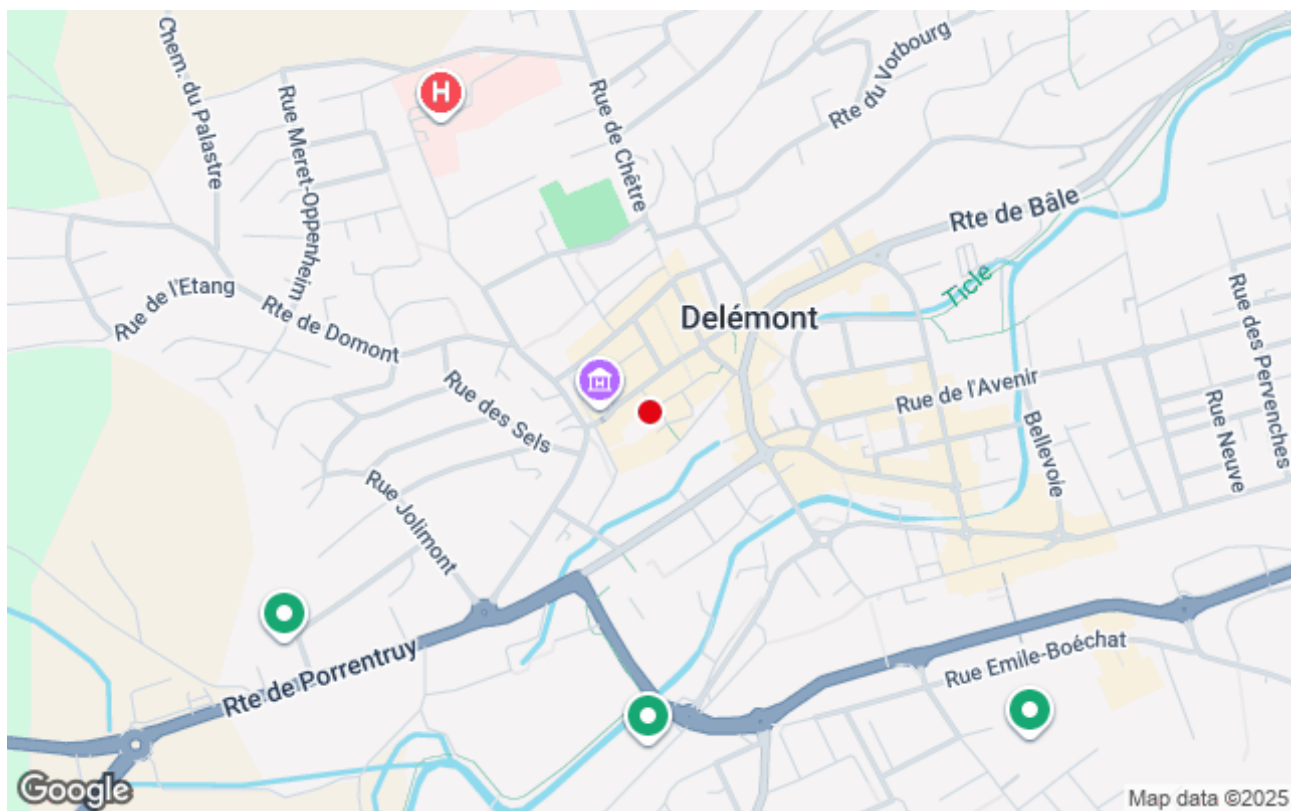 Chem. du Palastre
Rue Meret-Oppenheim
H
Rue de Chêtre
Rte du Vorbourg
Rte de Bâle
Ticle
Rue de l'Etang
Rte de Domont
Delémont
Rue des Pervenches
Rue de l'Avenir
Rue des Sels
Bellevoie
Rue Neuve
Rue Jolimont
Rte de Porrentruy
Rue Emile-Boéchat
Google
Map data ©2025